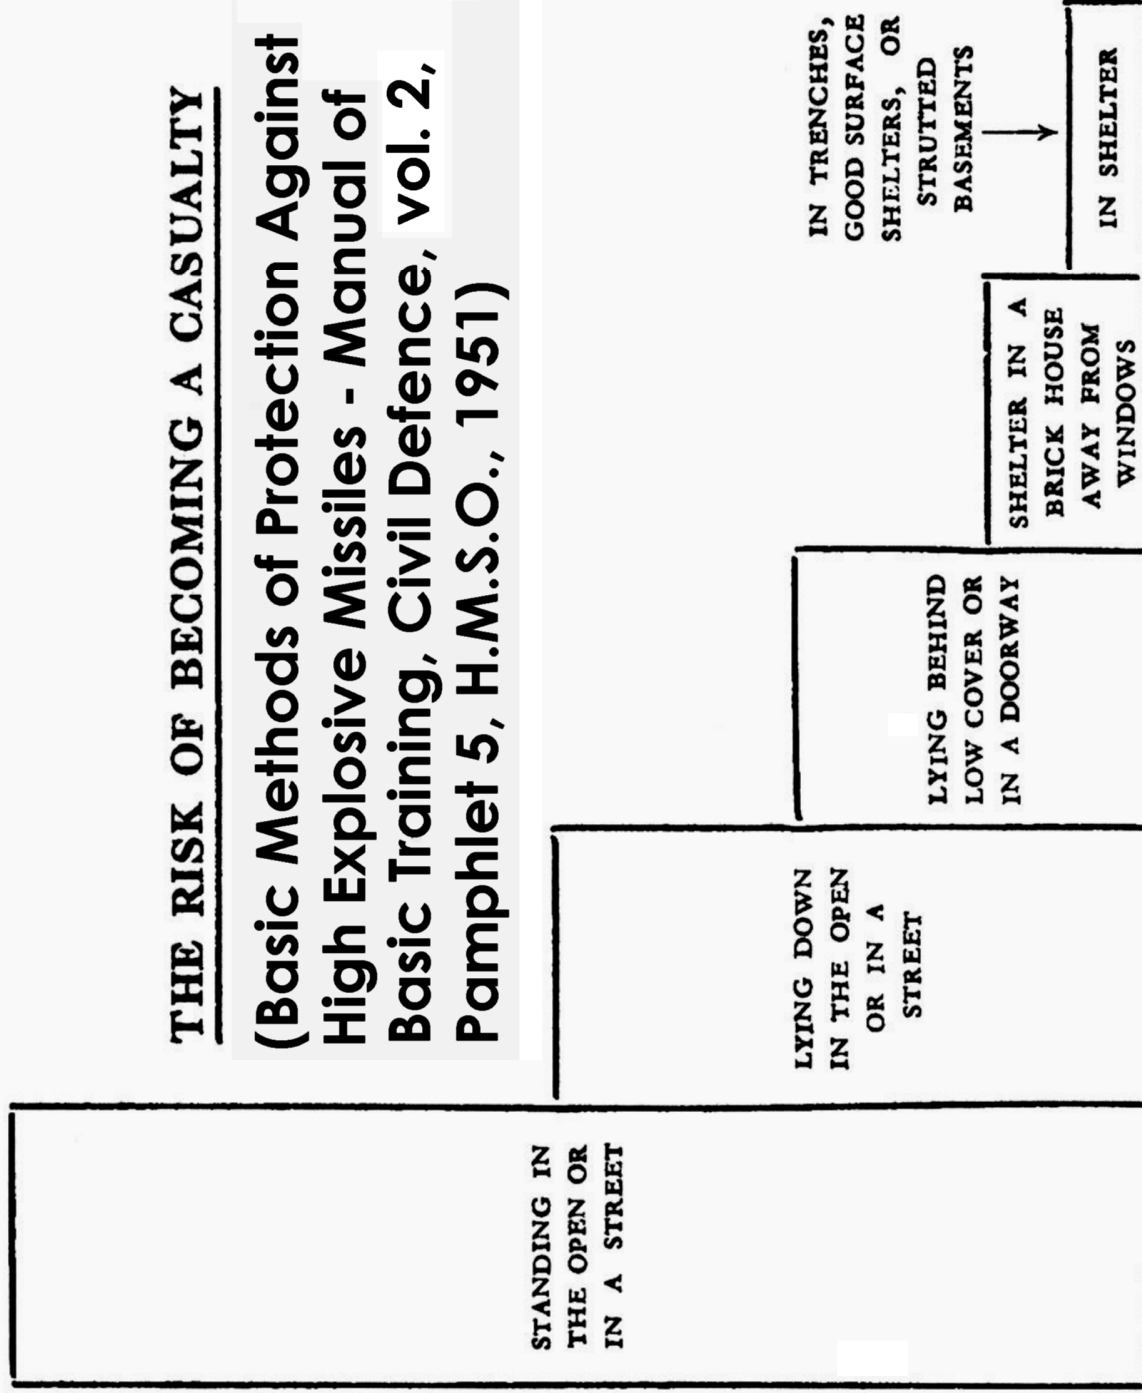 THE RISK OF BECOMING A CASUALTY
(Basic Methods of Protection Against
High Explosive Missiles - Manual of
Basic Training, Civil Defence, vol. 2,
Pamphlet 5, H.M.S.O., 1951)
STANDING IN
THE OPEN OR
IN A STREET
LYING DOWN
IN THE OPEN
OR IN A
STREET
LYING BEHIND
LOW COVER OR
IN A DOORWAY
SHELTER IN A
BRICK HOUSE
AWAY FROM
WINDOWS
IN TRENCHES,
GOOD SURFACE
SHELTERS, OR
STRUTTED
BASEMENTS
IN SHELTER